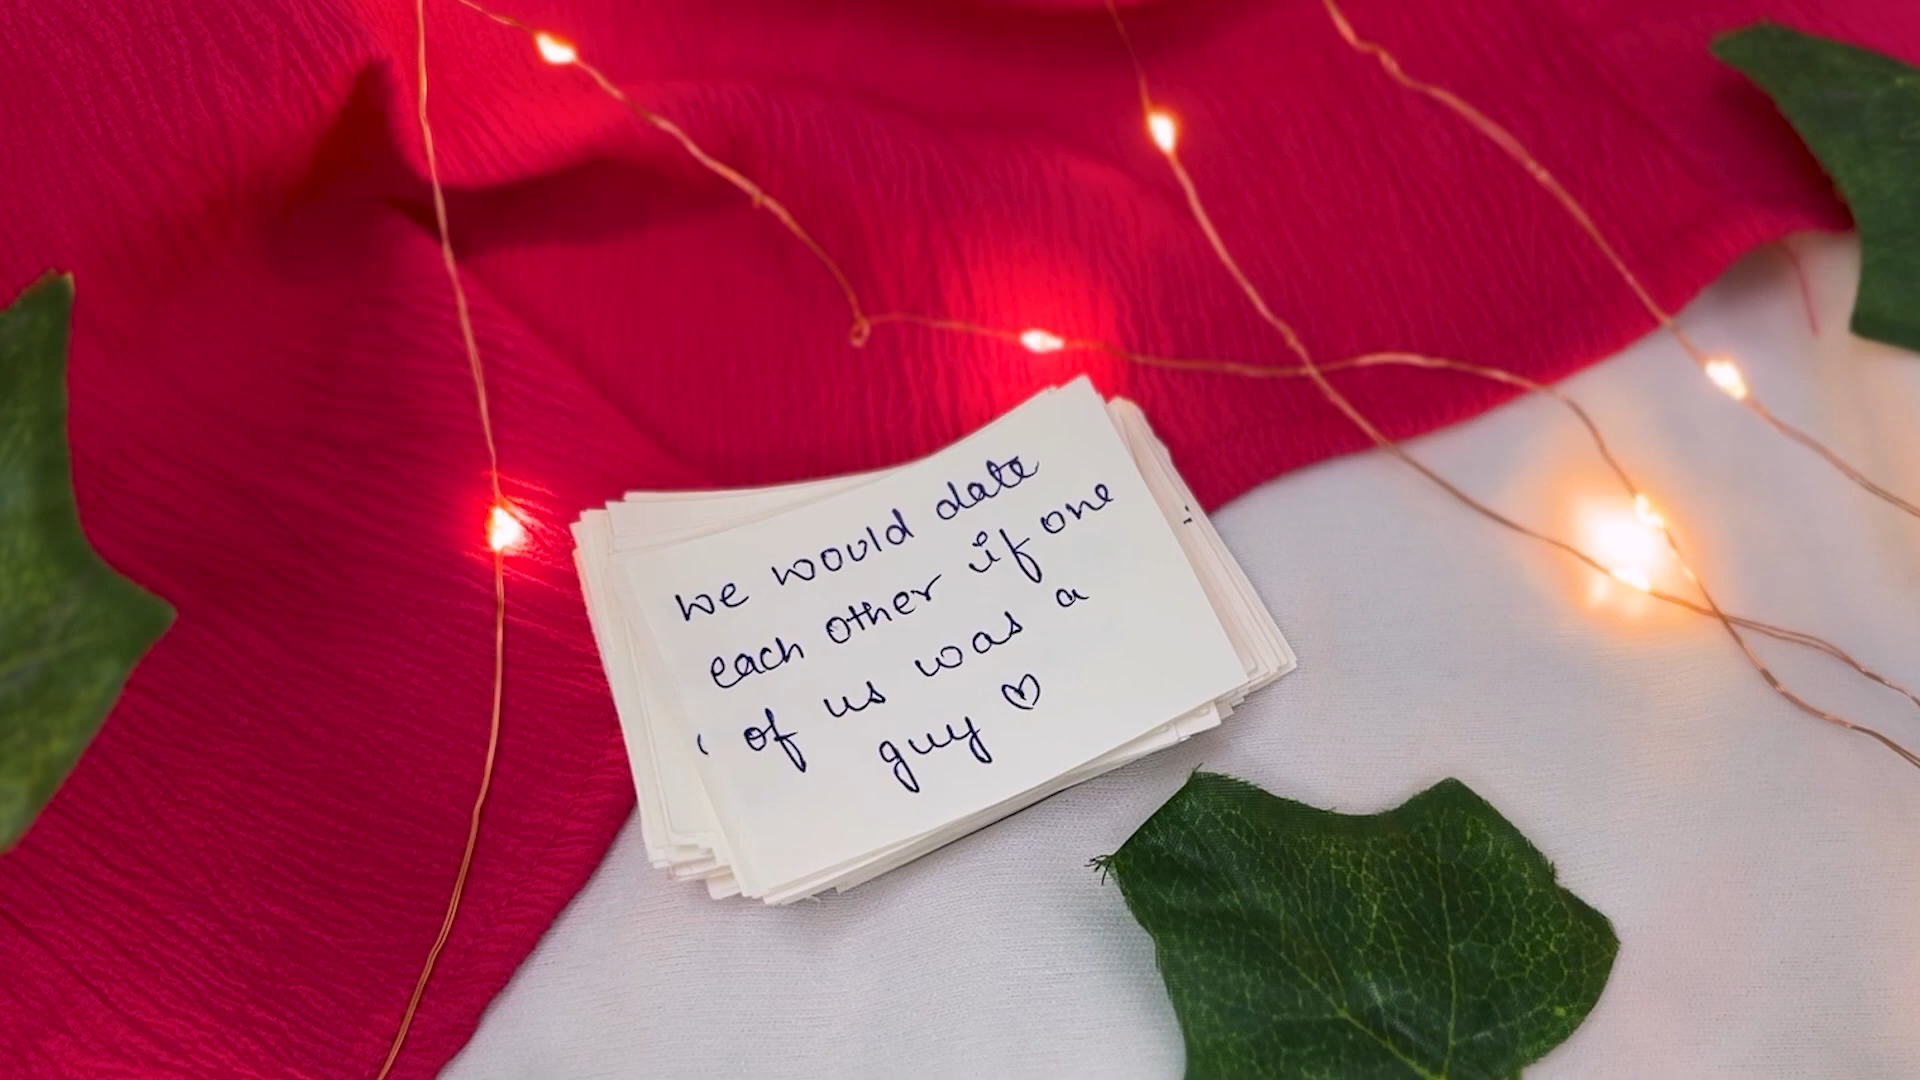 we would date
each other if one
of us was a
guy ♡